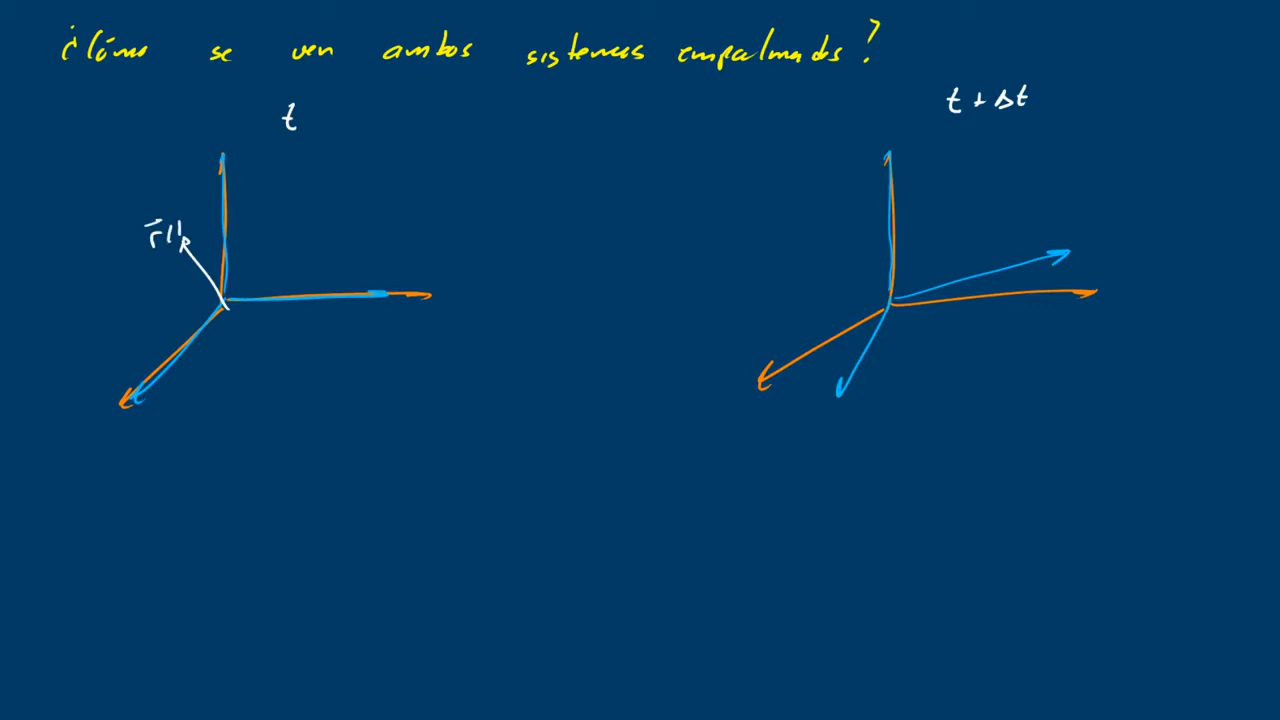 ¿Cómo se ven ambos sistemas empalmados?
t
t + Δt